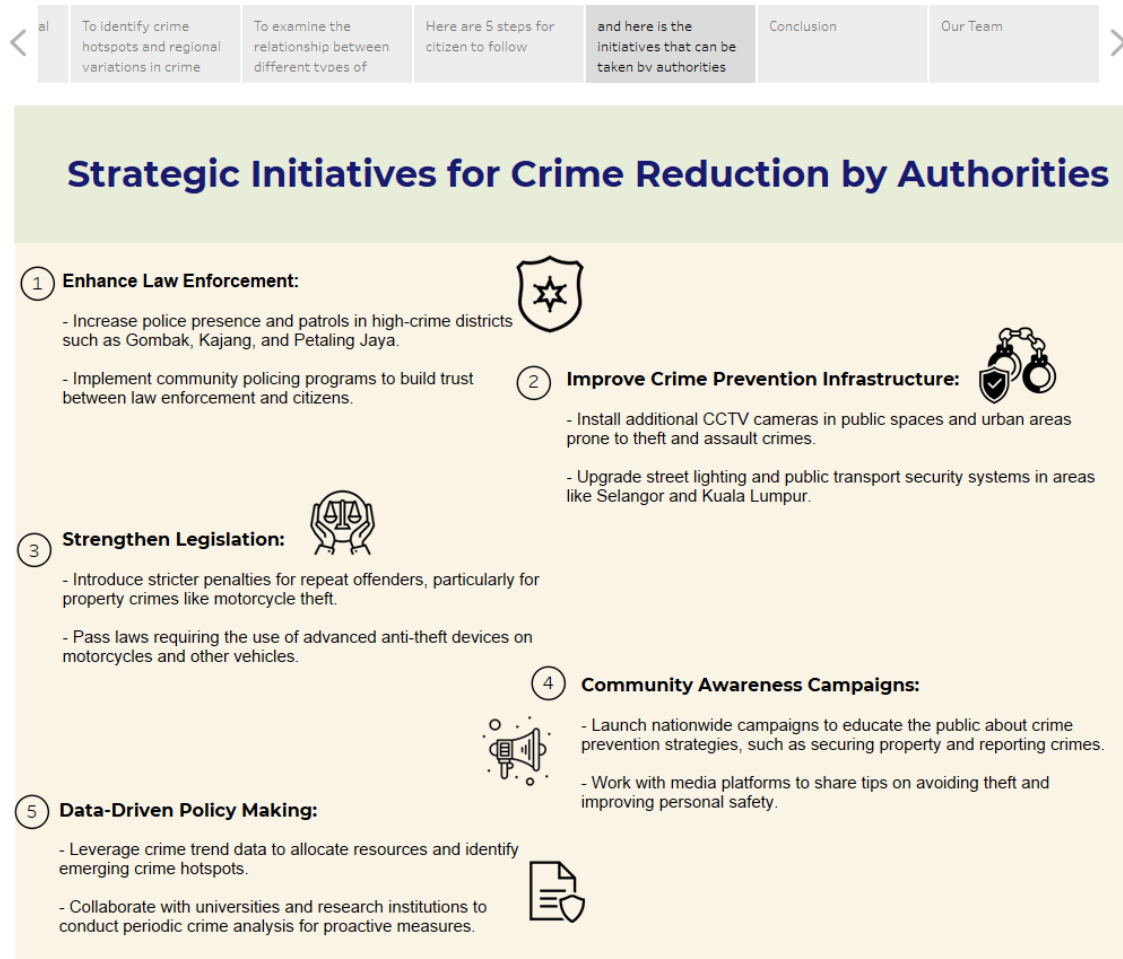 al
To identify crime
hotspots and regional
variations in crime
To examine the
relationship between
different types of
Here are 5 steps for
citizen to follow
and here is the
initiatives that can be
taken by authorities
Conclusion
Our Team
Strategic Initiatives for Crime Reduction by Authorities
1 Enhance Law Enforcement:
- Increase police presence and patrols in high-crime districts
such as Gombak, Kajang, and Petaling Jaya.
- Implement community policing programs to build trust
between law enforcement and citizens.
2 Improve Crime Prevention Infrastructure:
- Install additional CCTV cameras in public spaces and urban areas
prone to theft and assault crimes.
- Upgrade street lighting and public transport security systems in areas
like Selangor and Kuala Lumpur.
3 Strengthen Legislation:
- Introduce stricter penalties for repeat offenders, particularly for
property crimes like motorcycle theft.
- Pass laws requiring the use of advanced anti-theft devices on
motorcycles and other vehicles.
4 Community Awareness Campaigns:
- Launch nationwide campaigns to educate the public about crime
prevention strategies, such as securing property and reporting crimes.
- Work with media platforms to share tips on avoiding theft and
improving personal safety.
5 Data-Driven Policy Making:
- Leverage crime trend data to allocate resources and identify
emerging crime hotspots.
- Collaborate with universities and research institutions to
conduct periodic crime analysis for proactive measures.